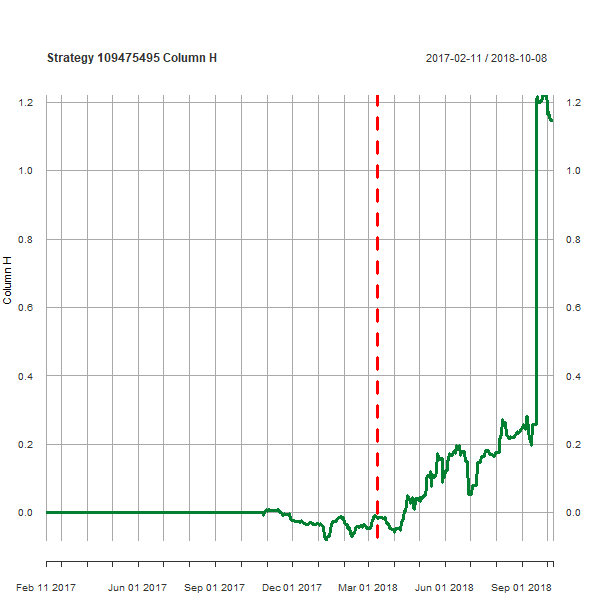 Strategy 109475495 Column H
2017-02-11 / 2018-10-08
1.2
1.0
0.8
0.6
0.4
0.2
0.0
Column H
1.2
1.0
0.8
0.6
0.4
0.2
0.0
Feb 11 2017
Jun 01 2017
Sep 01 2017
Dec 01 2017
Mar 01 2018
Jun 01 2018
Sep 01 2018